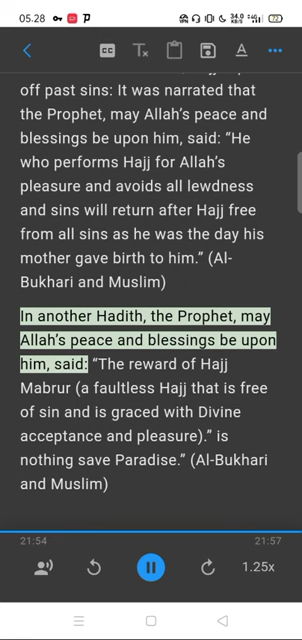 05.28
34.0
KB/S
72
CC
A
off past sins: It was narrated that
the Prophet, may Allah's peace and
blessings be upon him, said: “He
who performs Hajj for Allah's
pleasure and avoids all lewdness
and sins will return after Hajj free
from all sins as he was the day his
mother gave birth to him.” (Al-
Bukhari and Muslim)
In another Hadith, the Prophet, may
Allah's peace and blessings be upon
him, said: “The reward of Hajj
Mabrur (a faultless Hajj that is free
of sin and is graced with Divine
acceptance and pleasure).” is
nothing save Paradise.” (Al-Bukhari
and Muslim)
21:54
21:57
1.25x